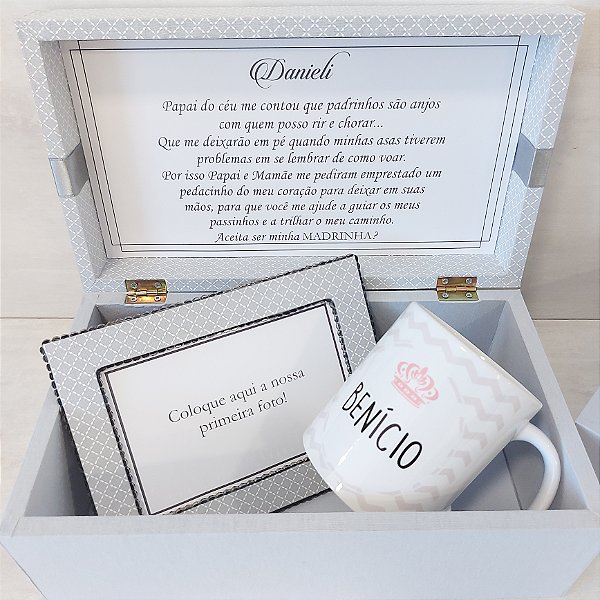 Danieli
Papai do céu me contou que padrinhos são anjos
com quem posso rir e chorar...
Que me deixarão em pé quando minhas asas tiverem
problemas em se lembrar de como voar.
Por isso Papai e Mamãe me pediram emprestado um
pedacinho do meu coração para deixar em suas
mãos, para que você me ajude a guiar os meus
passinhos e a trilhar o meu caminho.
Aceita ser minha MADRINHA?
Coloque aqui a nossa
primeira foto!
BENÍCIO